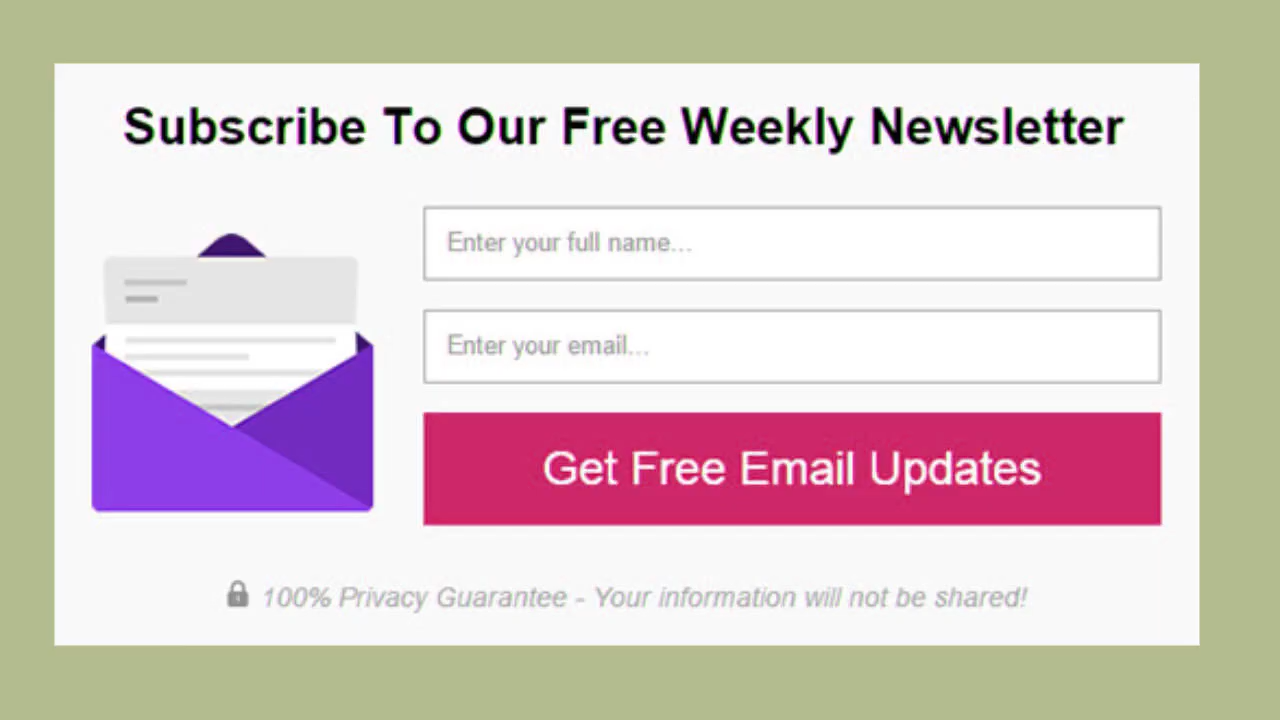 Subscribe To Our Free Weekly Newsletter
Enter your full name...
Enter your email...
Get Free Email Updates
100% Privacy Guarantee - Your information will not be shared!